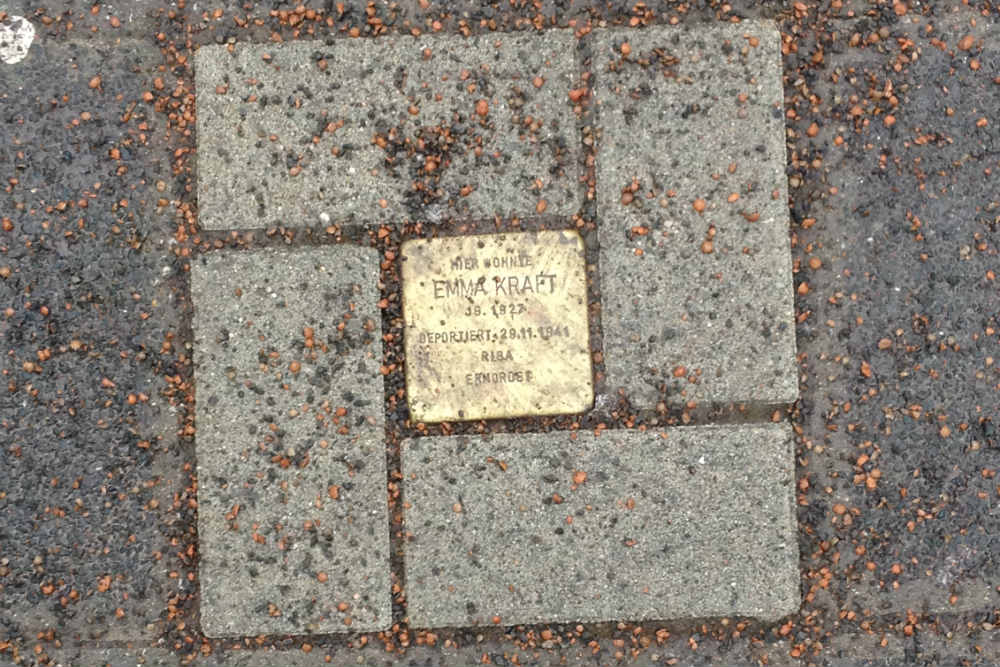 HIER WOHNTE
EMMA KRAFT
JG. 1927
DEPORTIERT 29.11.1941
RIGA
ERMORDET